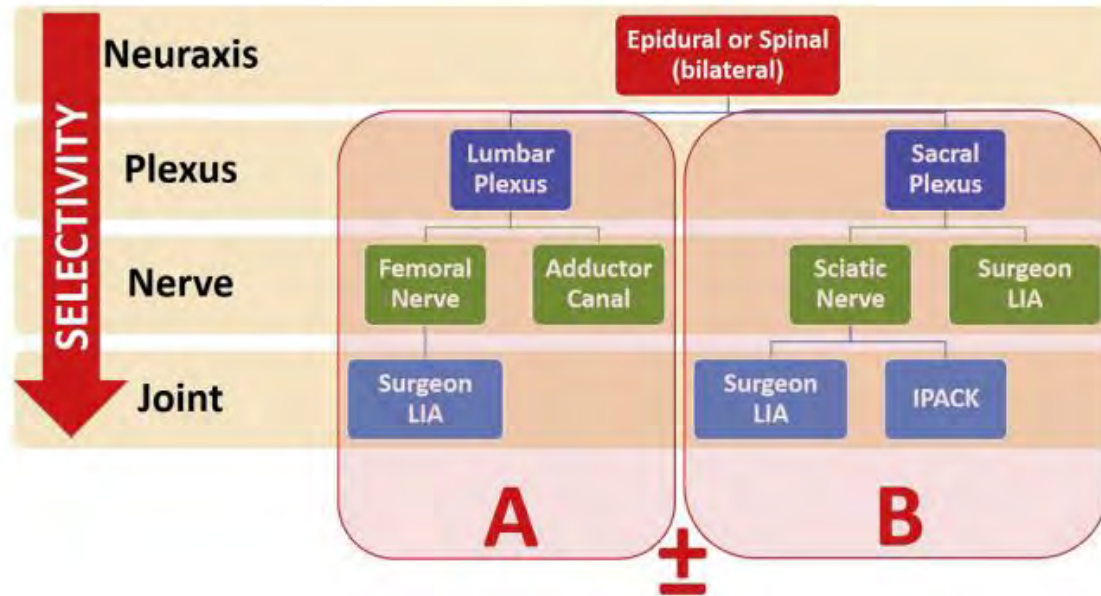 SELECTIVITY
Neuraxis
Epidural or Spinal
(bilateral)
Plexus
Lumbar
Plexus
Sacral
Plexus
Nerve
Femoral
Nerve
Adductor
Canal
Sciatic
Nerve
Surgeon
LIA
Joint
Surgeon
LIA
Surgeon
LIA
IPACK
A
±
B